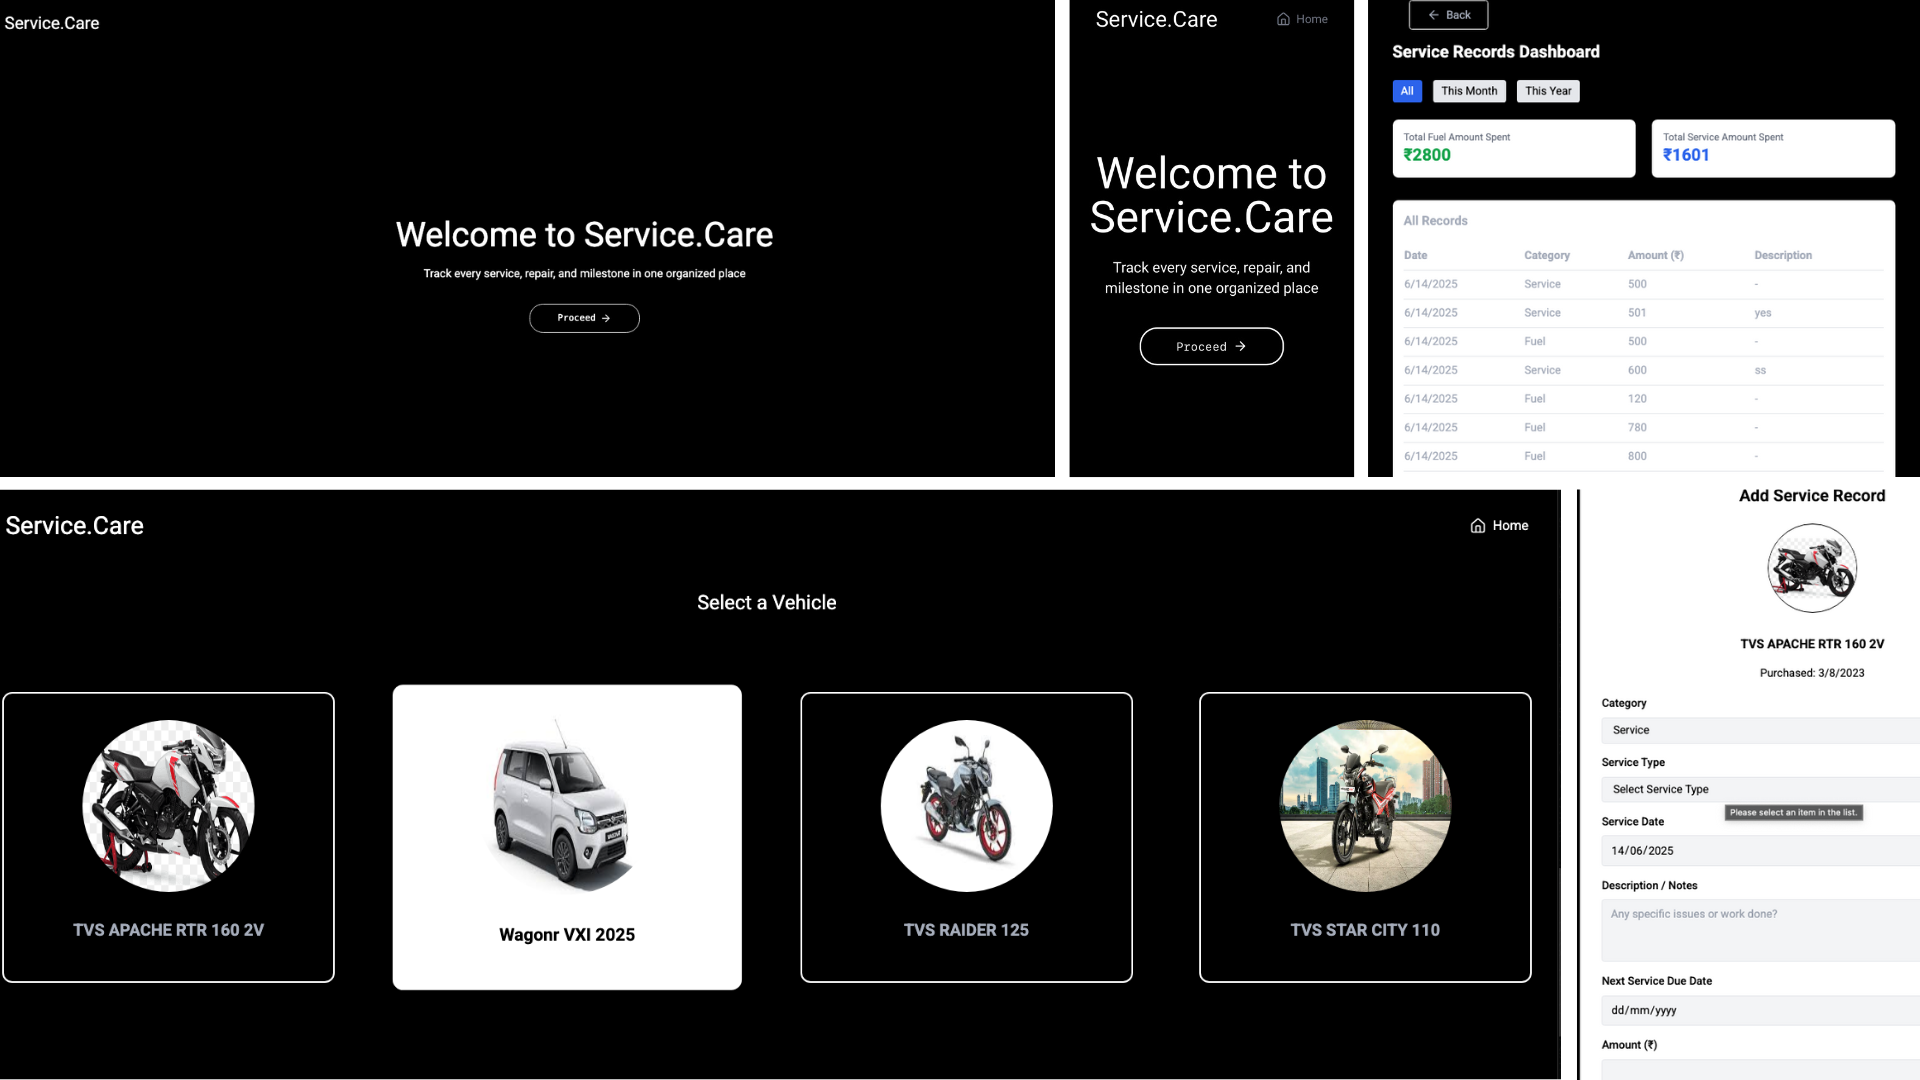 Service.Care
Welcome to Service.Care
Track every service, repair, and milestone in one organized place
Proceed →
Service.Care
Home
Welcome to
Service.Care
Track every service, repair, and
milestone in one organized place
Proceed →
← Back
Service Records Dashboard
All This Month This Year
Total Fuel Amount Spent
₹2800
Total Service Amount Spent
₹1601
All Records
Date Category Amount (₹) Description
6/14/2025 Service 500 -
6/14/2025 Service 501 yes
6/14/2025 Fuel 500 -
6/14/2025 Service 600 ss
6/14/2025 Fuel 120 -
6/14/2025 Fuel 780 -
6/14/2025 Fuel 800 -
Service.Care
Home
Select a Vehicle
TVS APACHE RTR 160 2V
Wagonr VXI 2025
TVS RAIDER 125
TVS STAR CITY 110
Add Service Record
TVS APACHE RTR 160 2V
Purchased: 3/8/2023
Category
Service
Service Type
Select Service Type
Please select an item in the list.
Service Date
14/06/2025
Description / Notes
Any specific issues or work done?
Next Service Due Date
dd/mm/yyyy
Amount (₹)